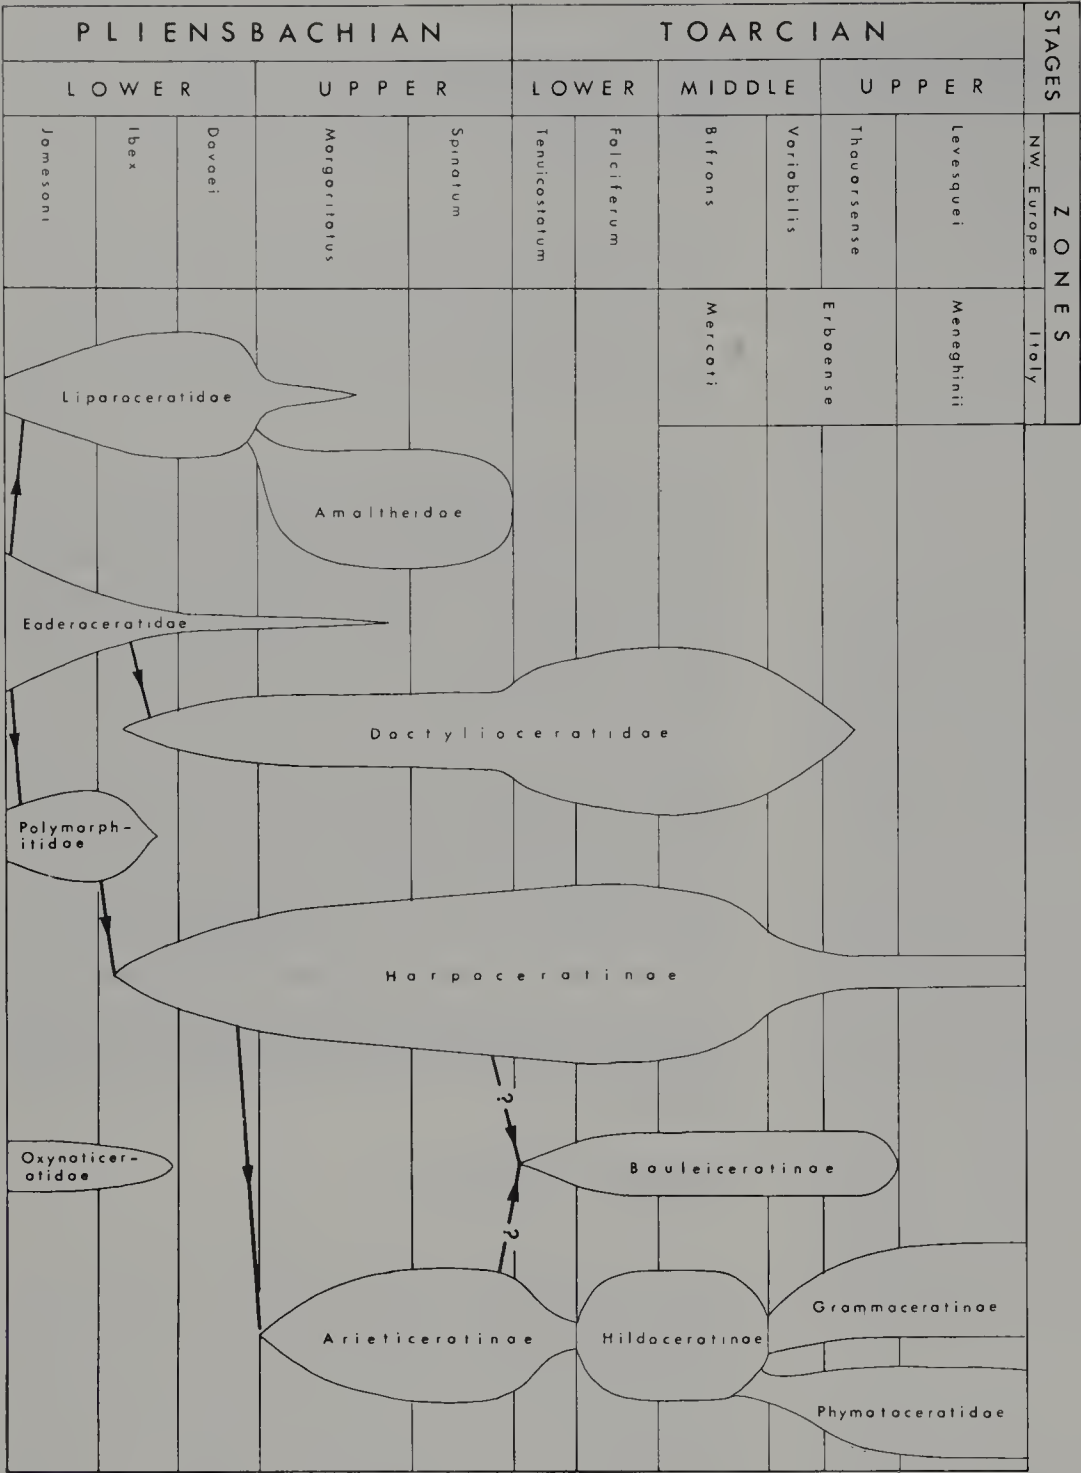 STAGES
PLIENSBACHIAN
TOARCIAN
LOWER
UPPER
LOWER
MIDDLE
UPPER
ZONES
NW. Europe
Jamesoni
Ibex
Davaei
Margaritatus
Spinatum
Tenuicostatum
Falciferum
Bifrons
Variabilis
Thouarsense
Levesquei
Italy
Mercati
Erbaense
Meneghinii
Liparoceratidae
Amaltheidae
Eoderoceratidae
Dactylioceratidae
Polymorph-
itidae
Harpoceratinae
?
Oxynoticer-
atidae
Bouleiceratinae
?
Grammoceratinae
Arieticeratinae
Hildoceratinae
Phymatoceratidae